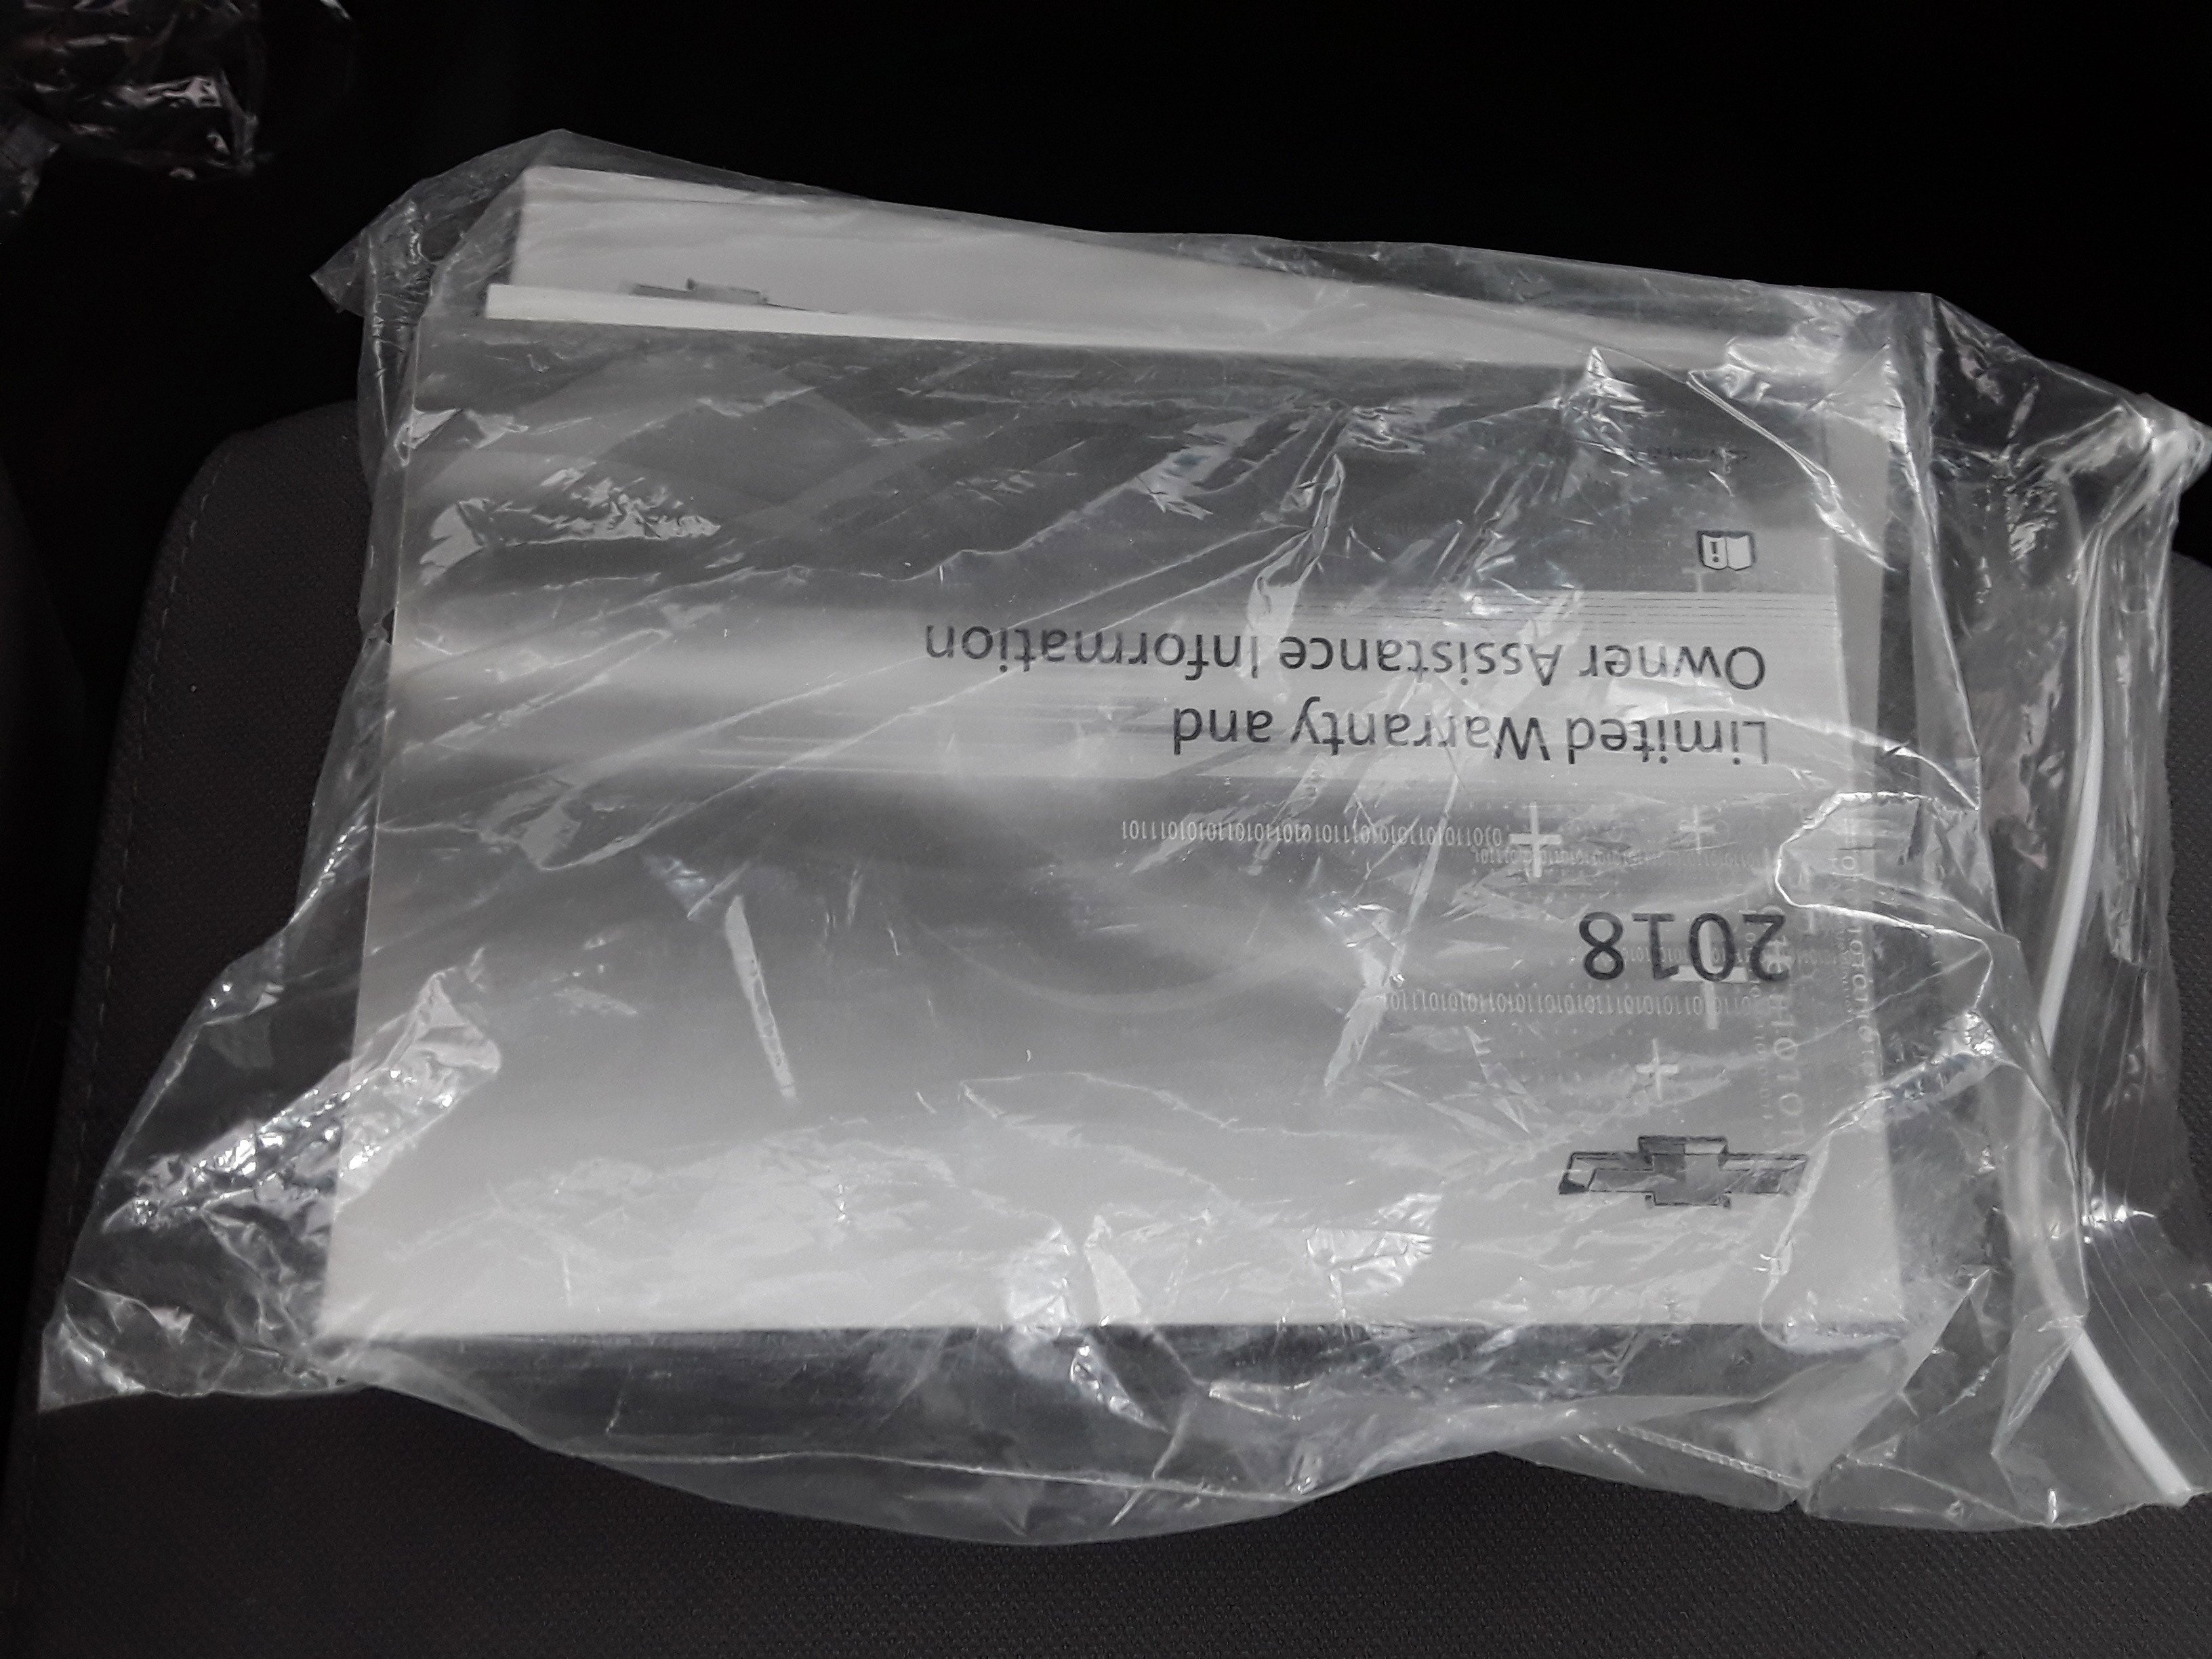 2018
Limited Warranty and
Owner Assistance Information